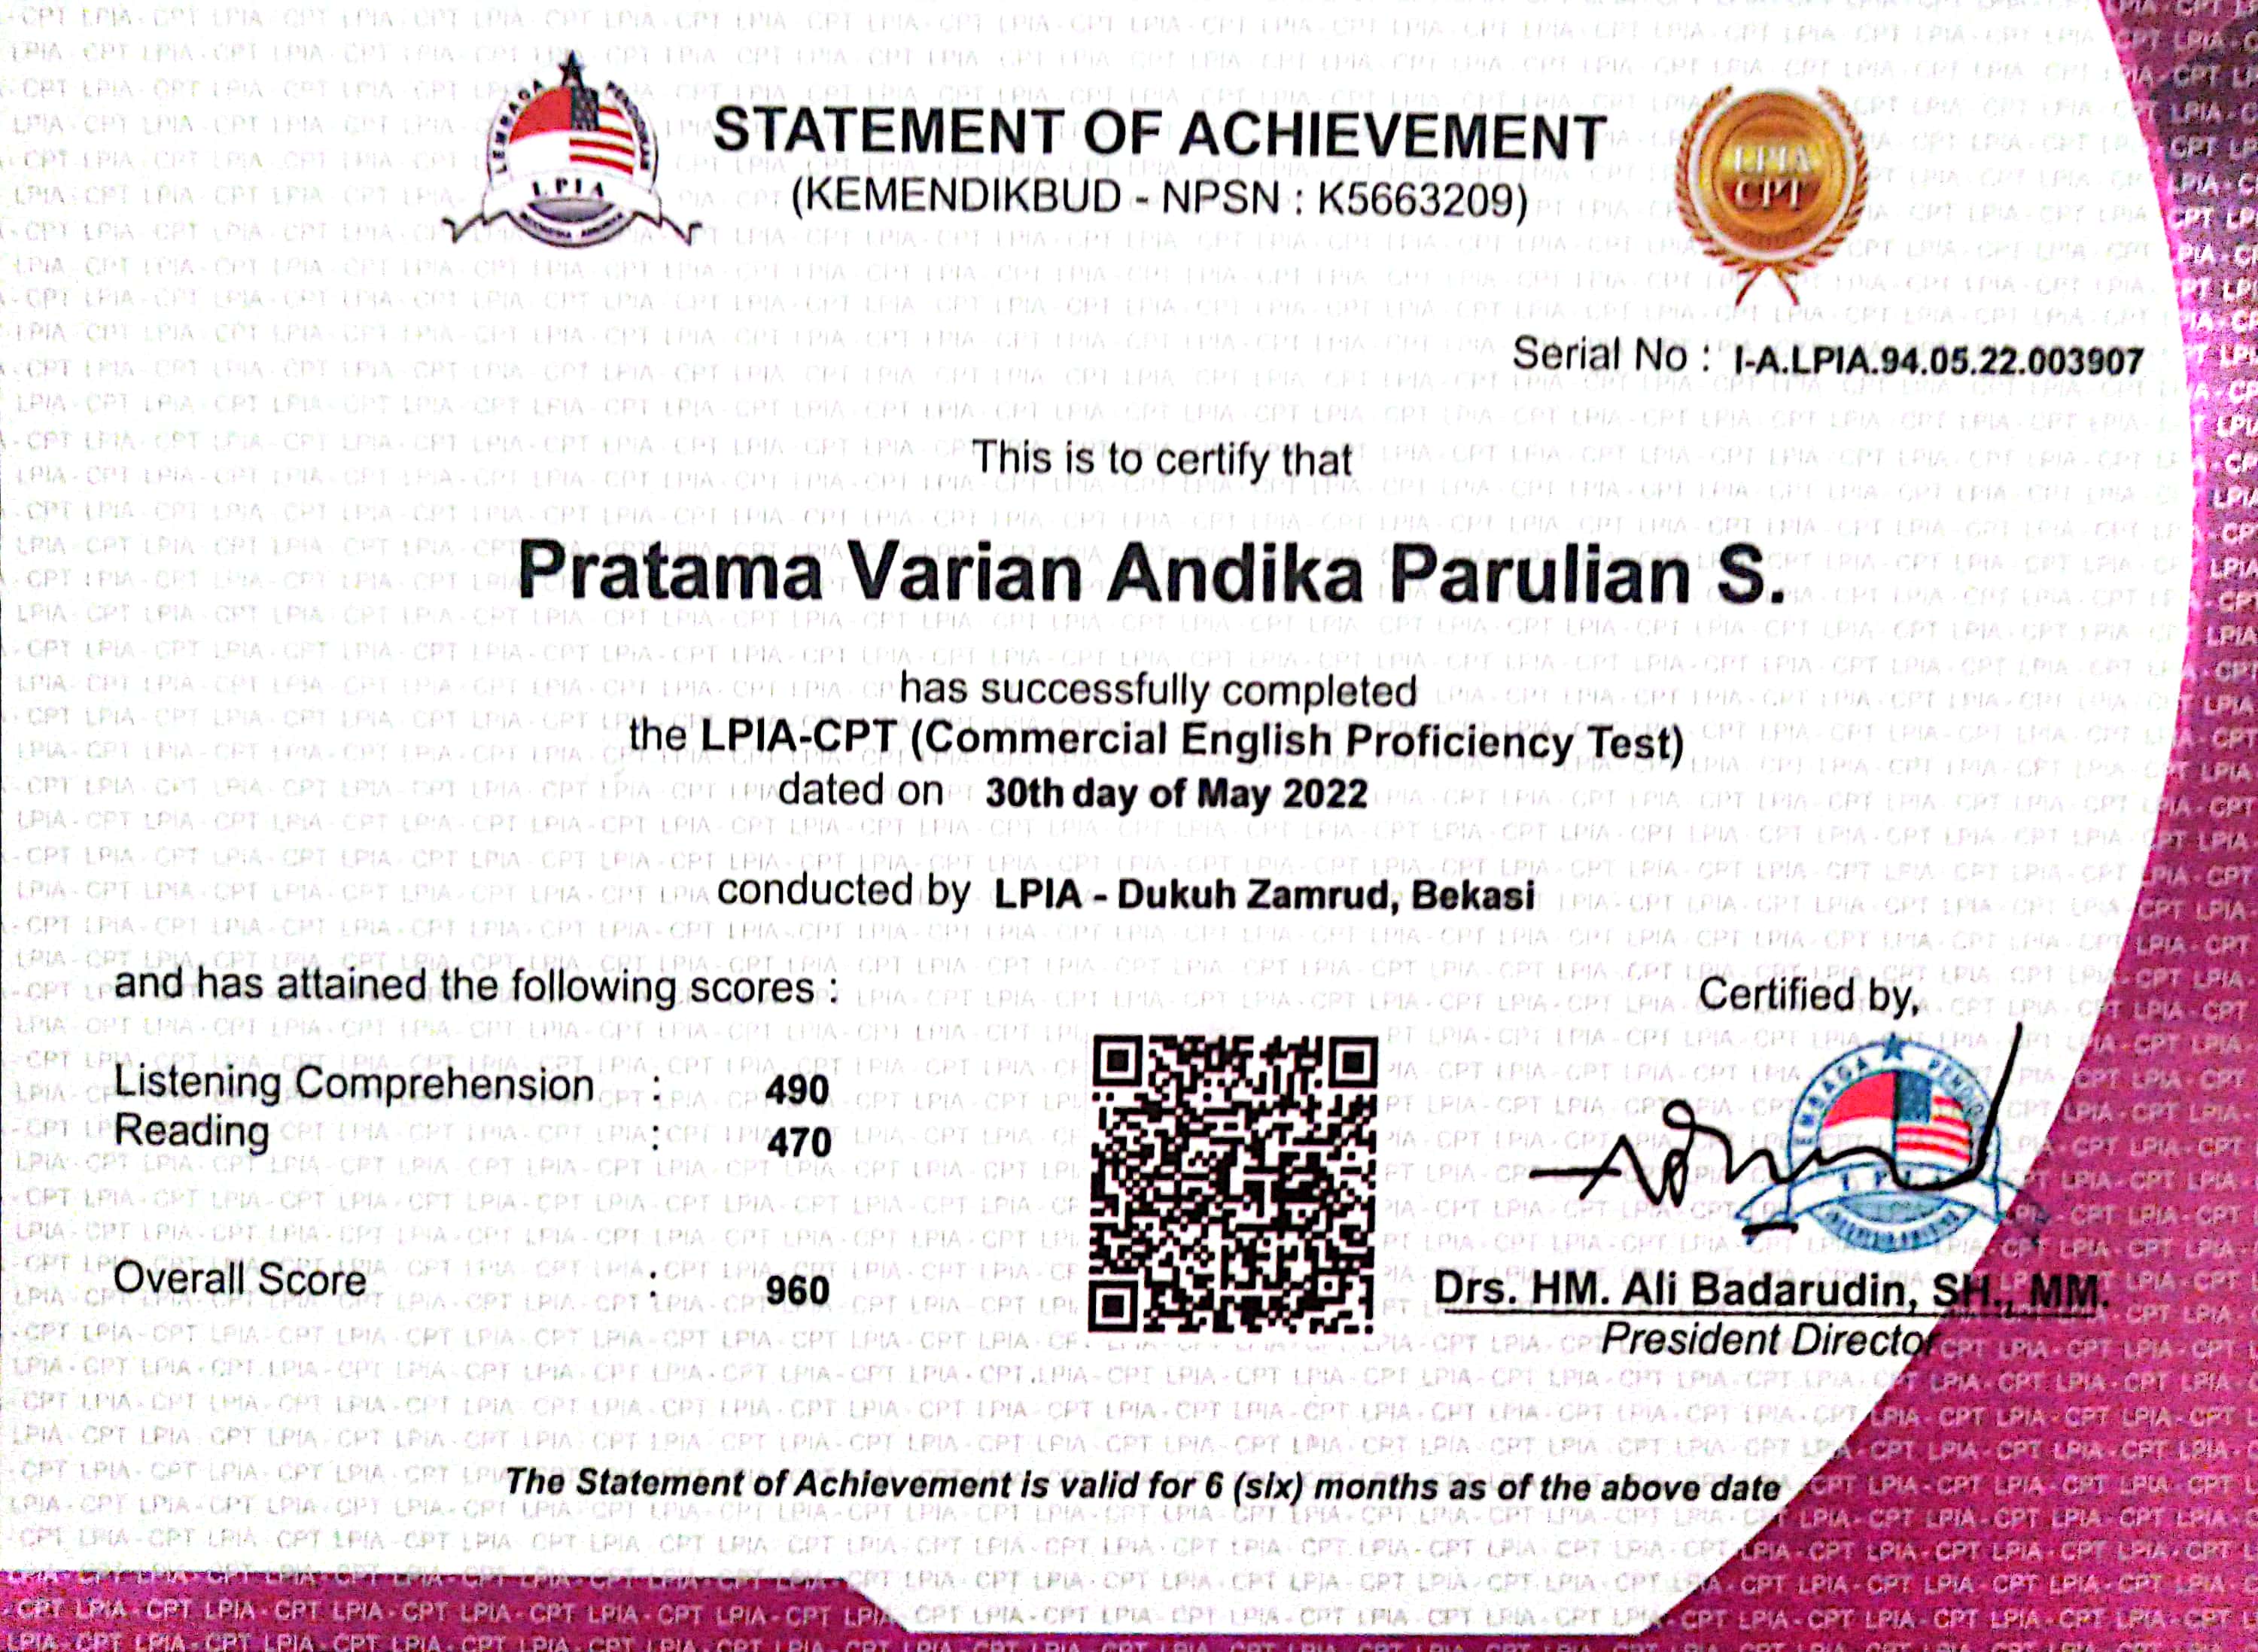 LEMBAGA PENDIDIKAN
LPIA
STATEMENT OF ACHIEVEMENT
(KEMENDIKBUD - NPSN : K5663209)
LPIA
CPT
Serial No : I-A.LPIA.94.05.22.003907
This is to certify that
Pratama Varian Andika Parulian S.
has successfully completed
the LPIA-CPT (Commercial English Proficiency Test)
dated on 30th day of May 2022
conducted by LPIA - Dukuh Zamrud, Bekasi
and has attained the following scores :
Certified by,
Listening Comprehension : 490
Reading : 470
Overall Score : 960
Drs. HM. Ali Badarudin, SH., MM.
President Director
The Statement of Achievement is valid for 6 (six) months as of the above date